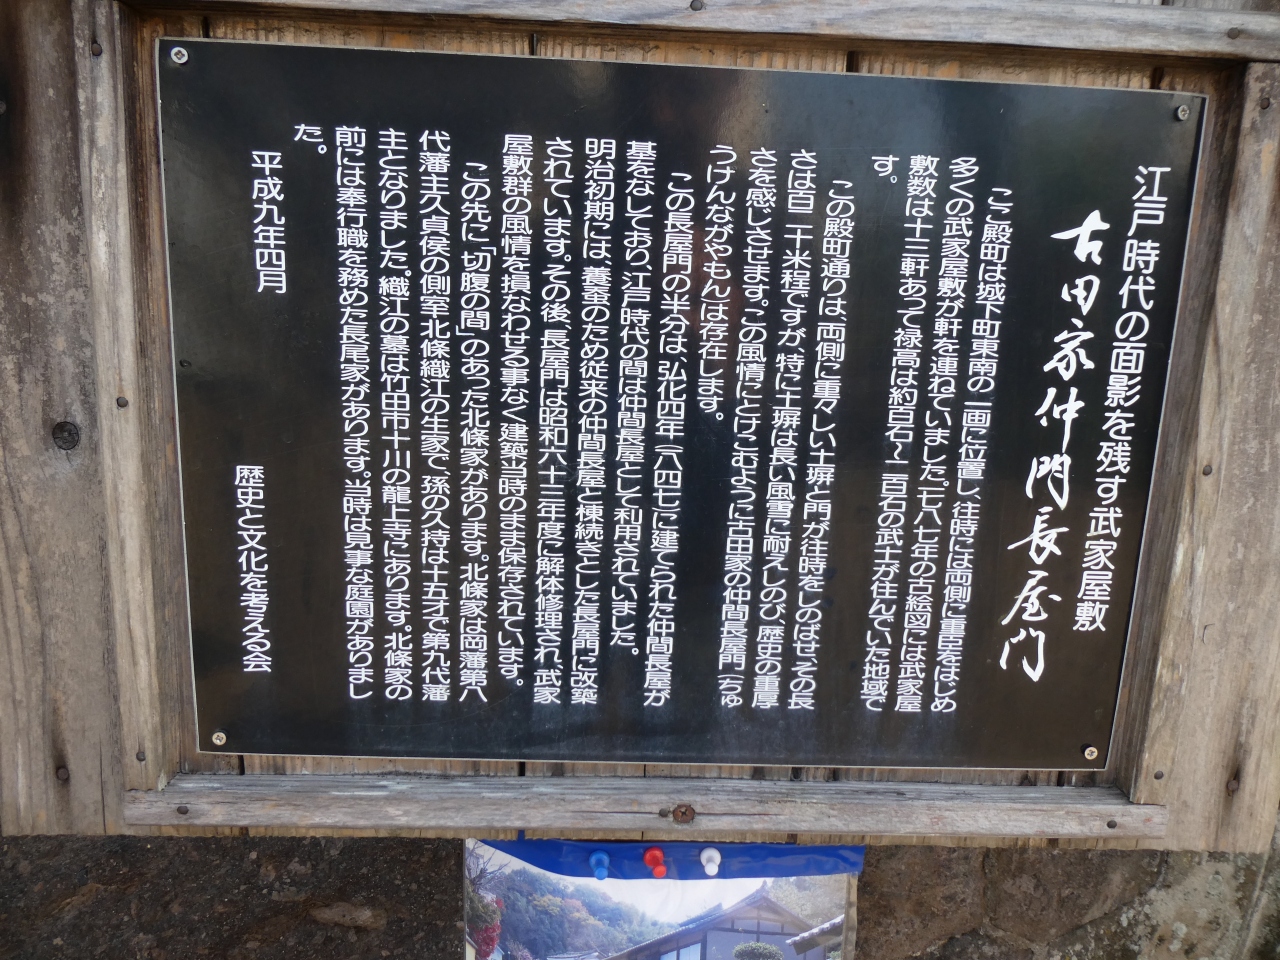 江戸時代の面影を残す武家屋敷
古田家仲門長屋門
ここ殿町は城下町東南の一画に位置し、往時には両側に重臣をはじめ
多くの武家屋敷が軒を連ねていました。一七八七年の古絵図には武家屋
敷数は十三軒あって禄高は約百石~二百石の武士が住んでいた地域で
す。
この殿町通りは、両側に重々しい土塀と門が往時をしのばせ、その長
さは百二十米程ですが、特に土塀は長い風雪に耐えしのび、歴史の重厚
さを感じさせます。この風情にとけこむように古田家の仲間長屋門(ちゅ
うげんながやもん)は存在します。
この長屋門の半分は、弘化四年(一八四七)に建てられた仲間長屋が
基をなしており、江戸時代の間は仲間長屋として利用されていました。
明治初期には、養蚕のため従来の仲間長屋と棟続きとした長屋門に改築
されています。その後、長屋門は昭和六十三年度に解体修理され、武家
屋敷群の風情を損なわせる事なく建築当時のまま保存されています。
この先に「切腹の間」のあった北條家があります。北條家は岡藩第八
代藩主久貞侯の側室北條織江の生家で、孫の久持は十五才で第九代藩
主となりました。織江の墓は竹田市十川の龍上寺にあります。北條家の
前には奉行職を務めた長尾家があります。当時は見事な庭園がありまし
た。
平成九年四月
歴史と文化を考える会